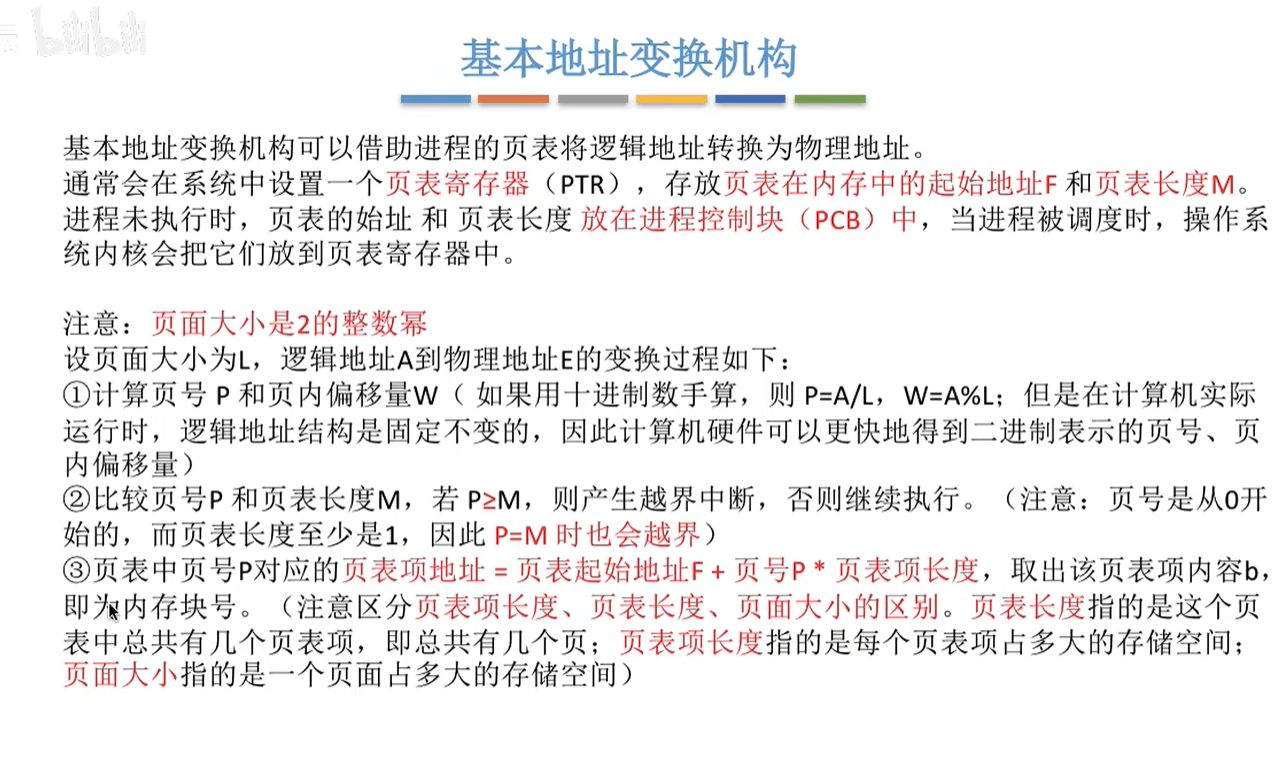 bilibili
基本地址变换机构
基本地址变换机构可以借助进程的页表将逻辑地址转换为物理地址。
通常会在系统中设置一个页表寄存器（PTR），存放页表在内存中的起始地址F 和页表长度M。
进程未执行时，页表的始址 和 页表长度 放在进程控制块（PCB）中，当进程被调度时，操作系
统内核会把它们放到页表寄存器中。
注意：页面大小是2的整数幂
设页面大小为L，逻辑地址A到物理地址E的变换过程如下：
①计算页号 P 和页内偏移量W（ 如果用十进制数手算，则 P=A/L，W=A%L；但是在计算机实际
运行时，逻辑地址结构是固定不变的，因此计算机硬件可以更快地得到二进制表示的页号、页
内偏移量）
②比较页号P 和页表长度M，若 P≥M，则产生越界中断，否则继续执行。（注意：页号是从0开
始的，而页表长度至少是1，因此 P=M 时也会越界）
③页表中页号P对应的页表项地址 = 页表起始地址F + 页号P * 页表项长度，取出该页表项内容b，
即为内存块号。（注意区分页表项长度、页表长度、页面大小的区别。页表长度指的是这个页
表中总共有几个页表项，即总共有几个页；页表项长度指的是每个页表项占多大的存储空间；
页面大小指的是一个页面占多大的存储空间）